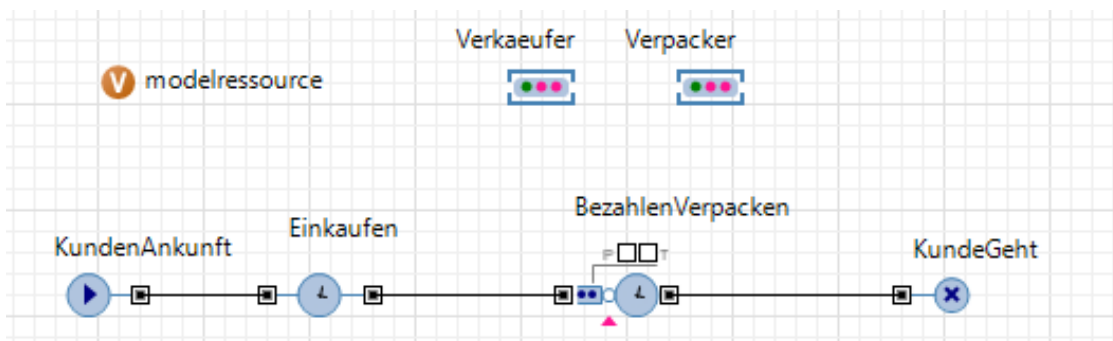 Verkaeufer
Verpacker
V modelressource
BezahlenVerpacken
Einkaufen
KundenAnkunft
P T
KundeGeht